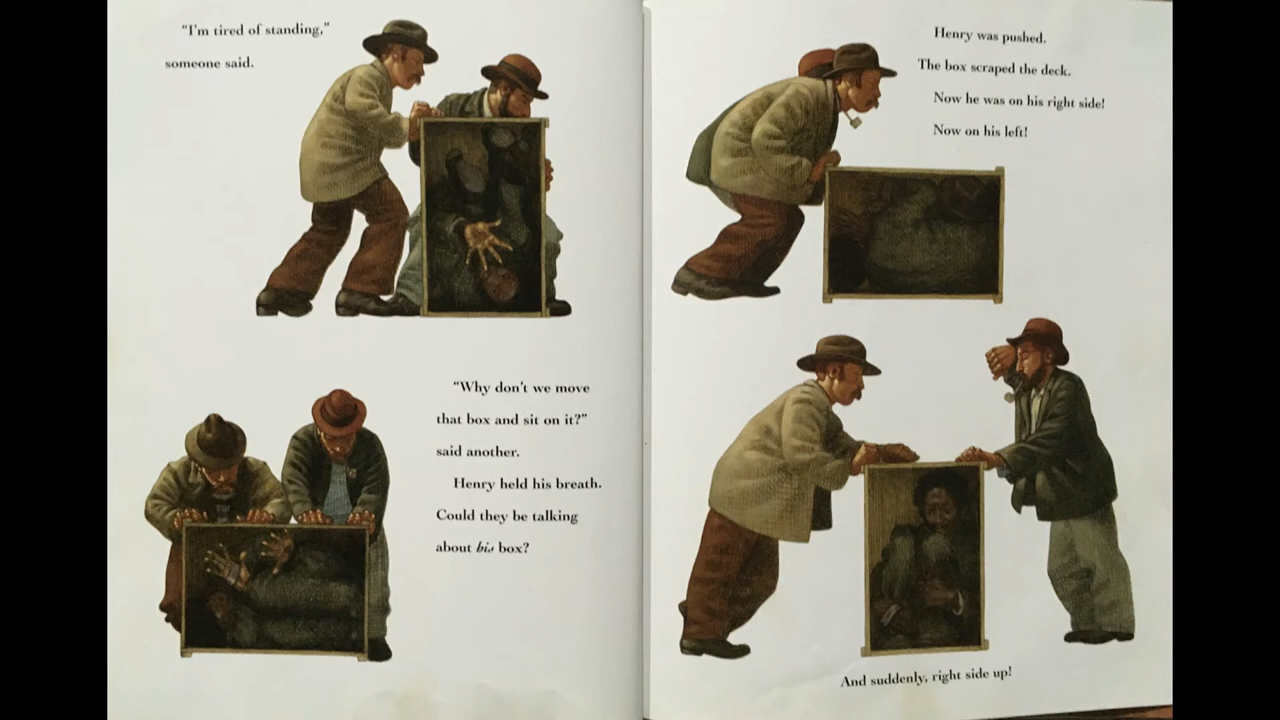 "I'm tired of standing,"
someone said.
"Why don't we move
that box and sit on it?"
said another.
Henry held his breath.
Could they be talking
about his box?
Henry was pushed.
The box scraped the deck.
Now he was on his right side!
Now on his left!
And suddenly, right side up!